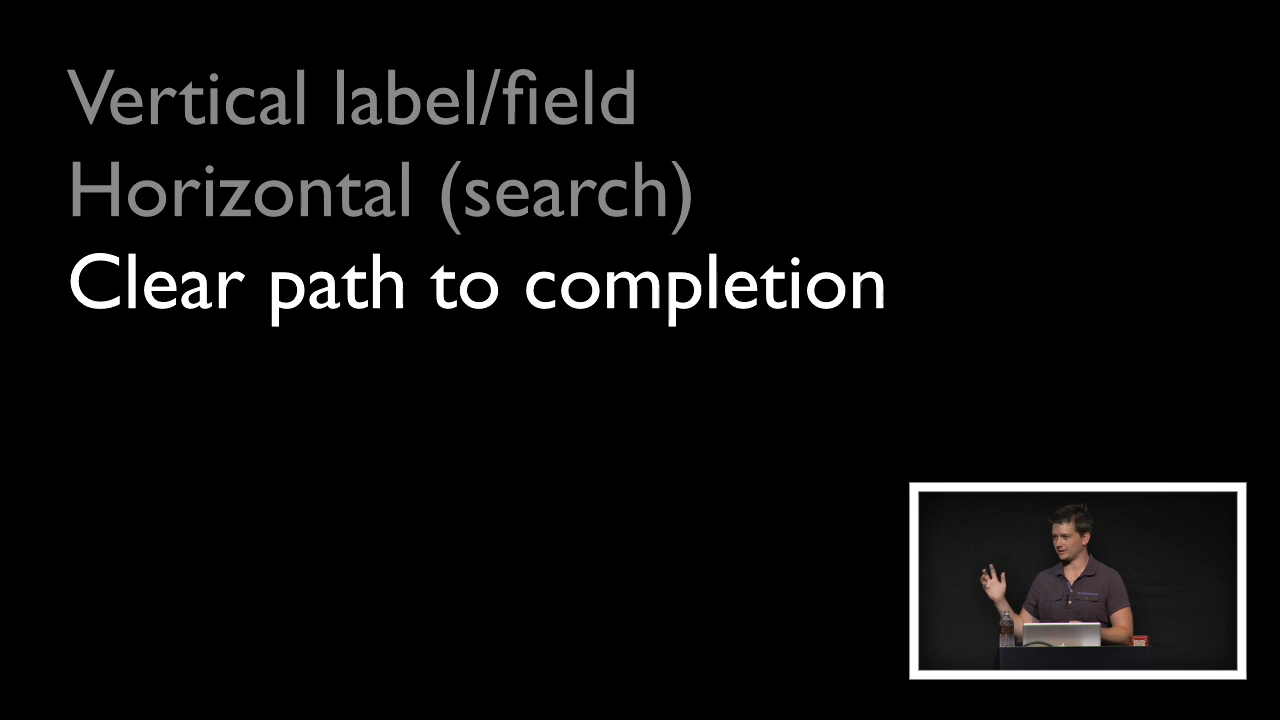 Vertical label/field
Horizontal (search)
Clear path to completion